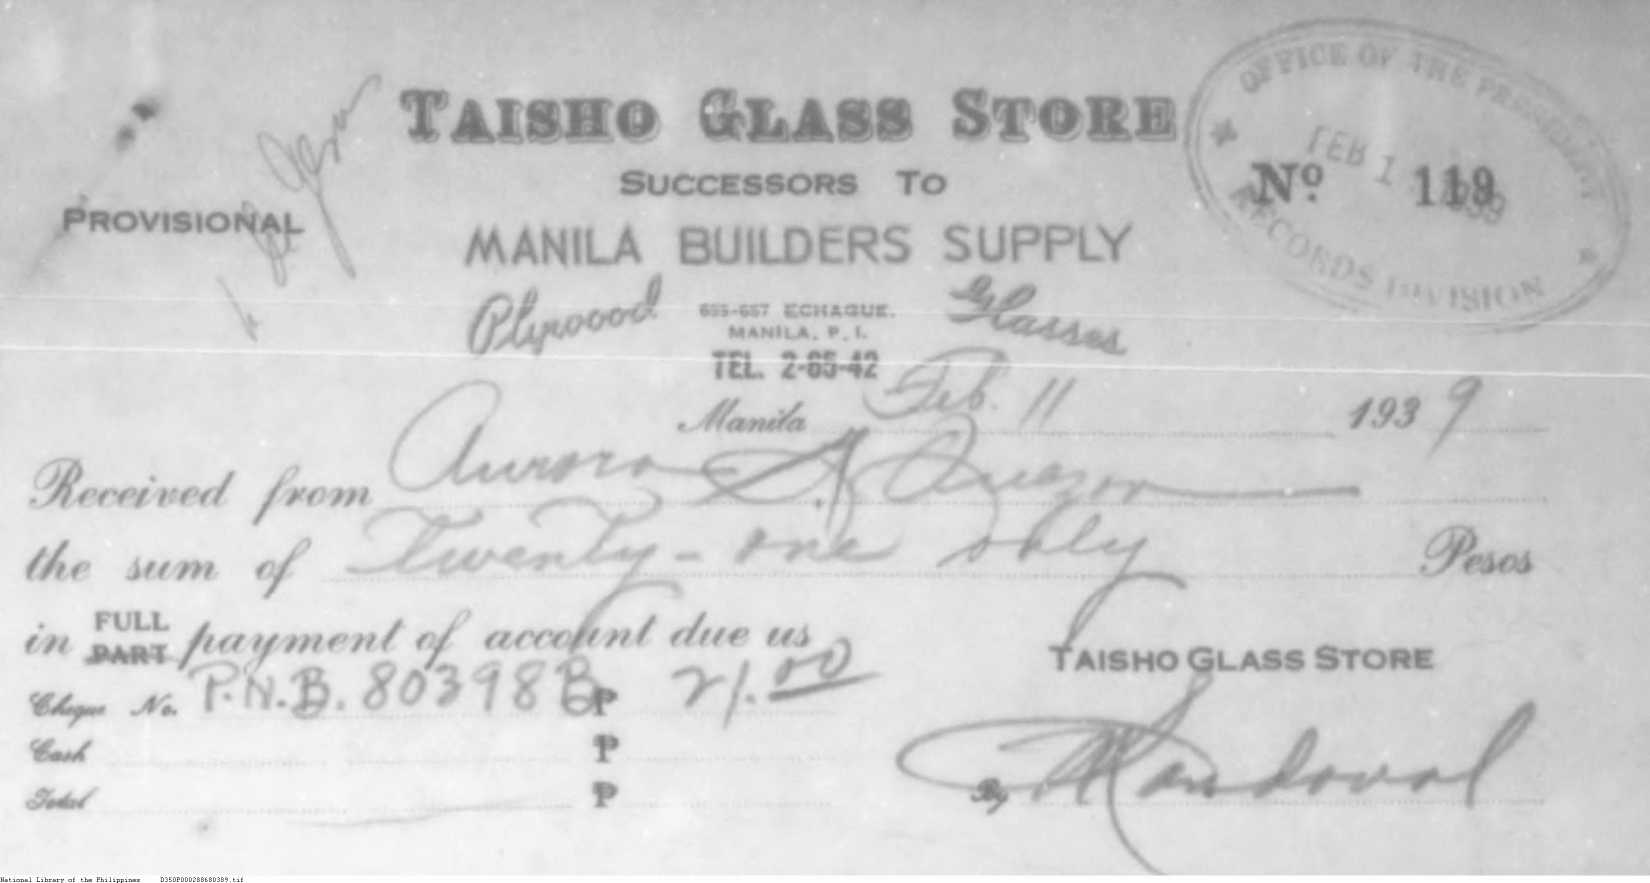 TAISHO GLASS STORE
SUCCESSORS TO
PROVISIONAL
MANILA BUILDERS SUPPLY
Plywood
655-657 ECHAGUE.
MANILA, P. I.
TEL. 2-65-42
Glasses
OFFICE OF THE PRESIDENT
FEB 1
Nº 119
RECORDS DIVISION
Manila Feb. 11 1939
Received from Aurora A. Quezon
the sum of Twenty-one only Pesos
in FULL PART payment of account due us
TAISHO GLASS STORE
Cheque No. P.N.B. 80398B ₱ 21.00
Cash ₱
Total ₱
By Sandoval
National Library of the Philippines D350P000288680389.tif